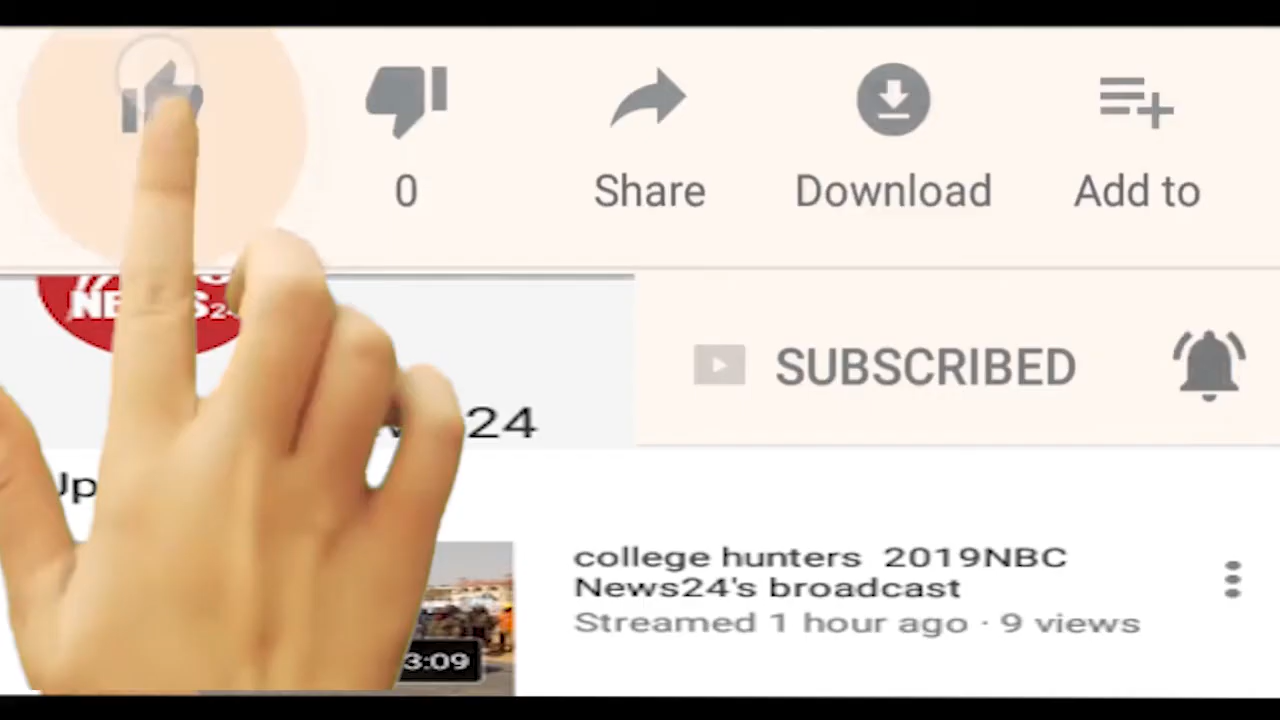 0
Share
Download
Add to
SUBSCRIBED
24
college hunters 2019NBC
News24's broadcast
Streamed 1 hour ago · 9 views
3:09